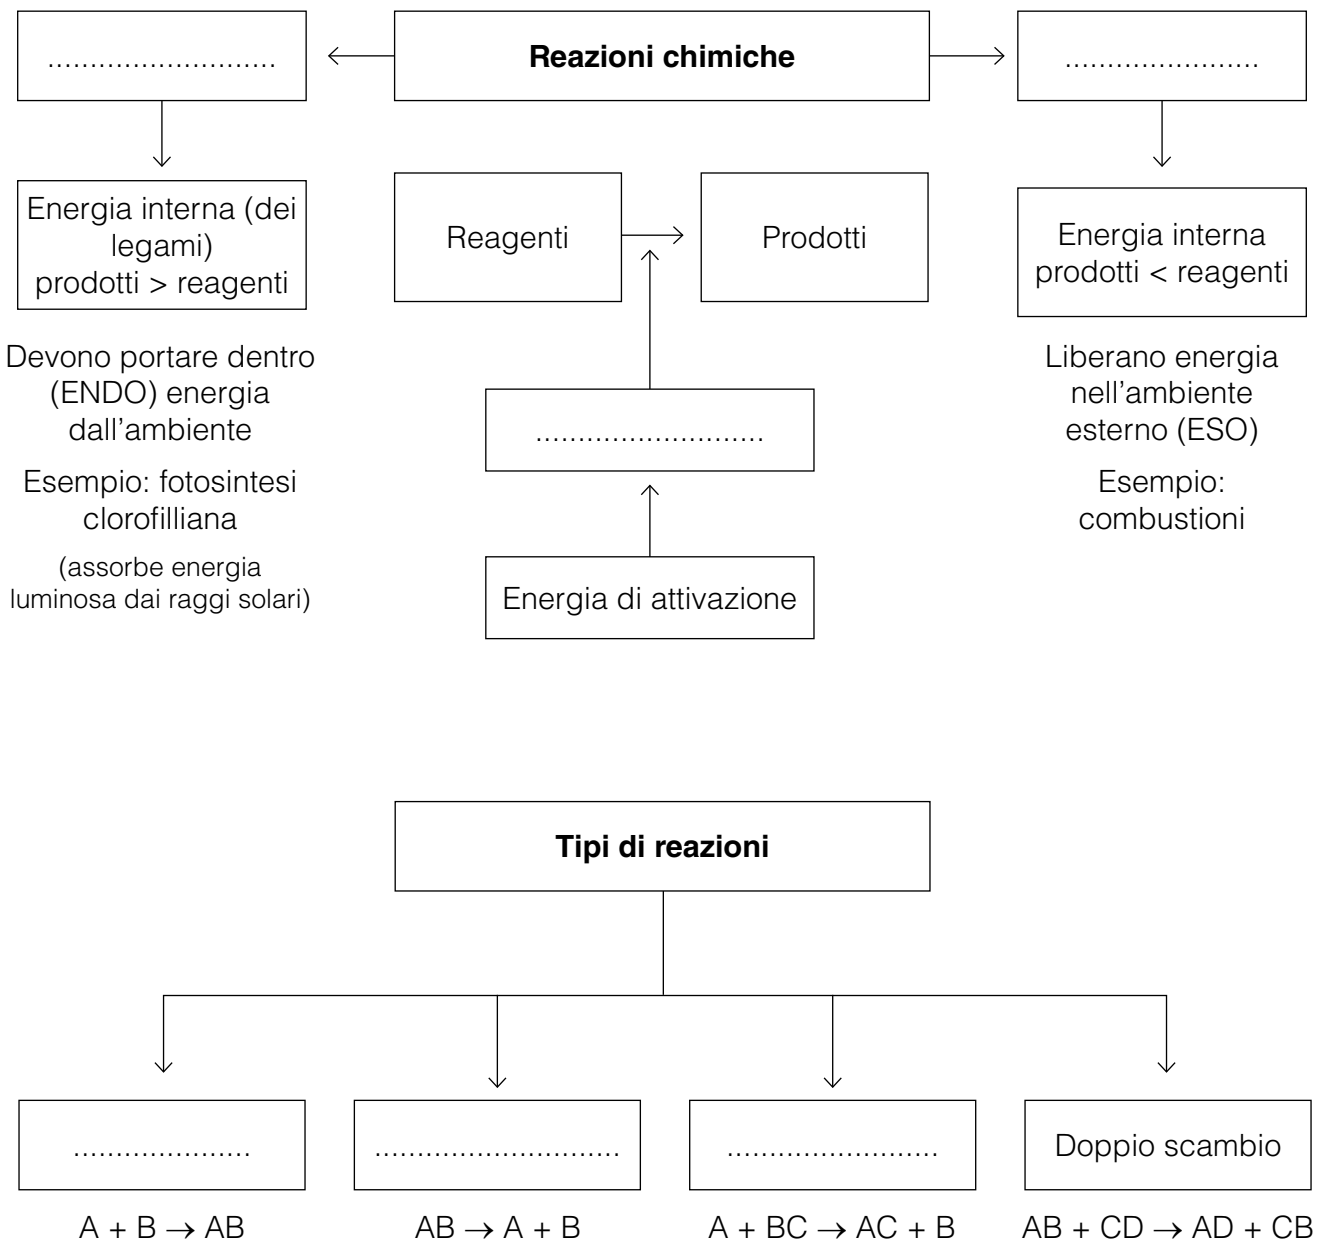 ...........................
Reazioni chimiche
.......................
Energia interna (dei
legami)
prodotti > reagenti
Reagenti
Prodotti
Energia interna
prodotti < reagenti
Devono portare dentro
(ENDO) energia
dall'ambiente
Esempio: fotosintesi
clorofilliana
(assorbe energia
luminosa dai raggi solari)
...........................
Energia di attivazione
Liberano energia
nell'ambiente
esterno (ESO)
Esempio:
combustioni
Tipi di reazioni
.....................
.............................
.........................
Doppio scambio
A + B → AB
AB → A + B
A + BC → AC + B
AB + CD → AD + CB